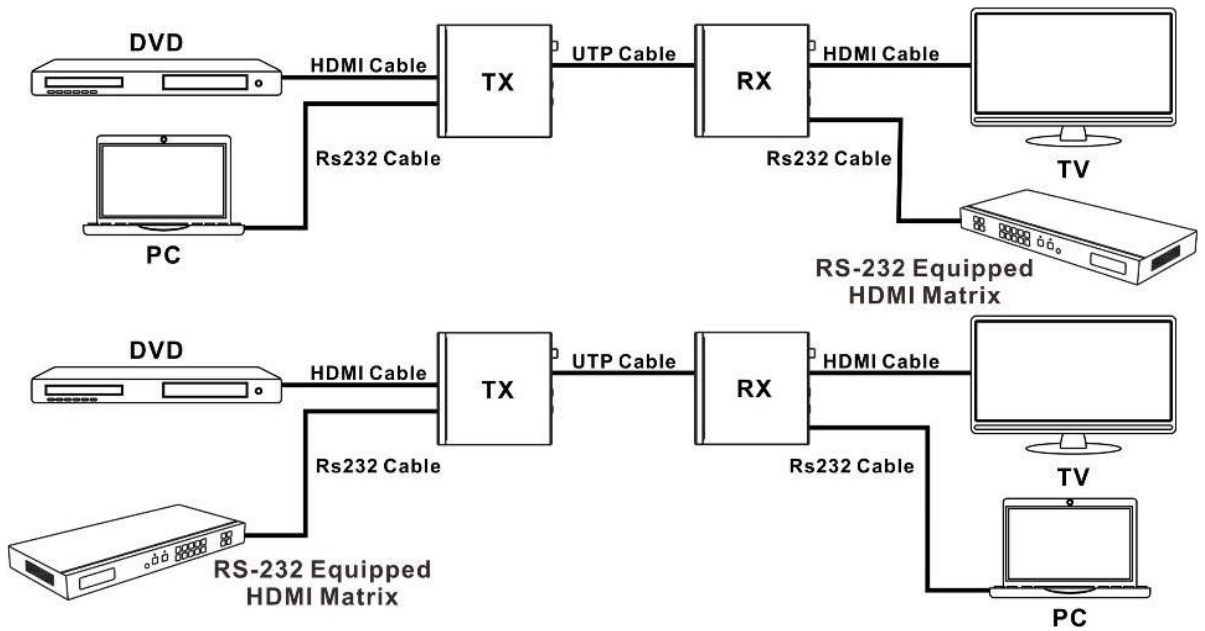 DVD
HDMI Cable
TX
UTP Cable
RX
HDMI Cable
Rs232 Cable
Rs232 Cable
TV
PC
RS-232 Equipped
HDMI Matrix
DVD
HDMI Cable
TX
UTP Cable
RX
HDMI Cable
Rs232 Cable
Rs232 Cable
TV
RS-232 Equipped
HDMI Matrix
PC